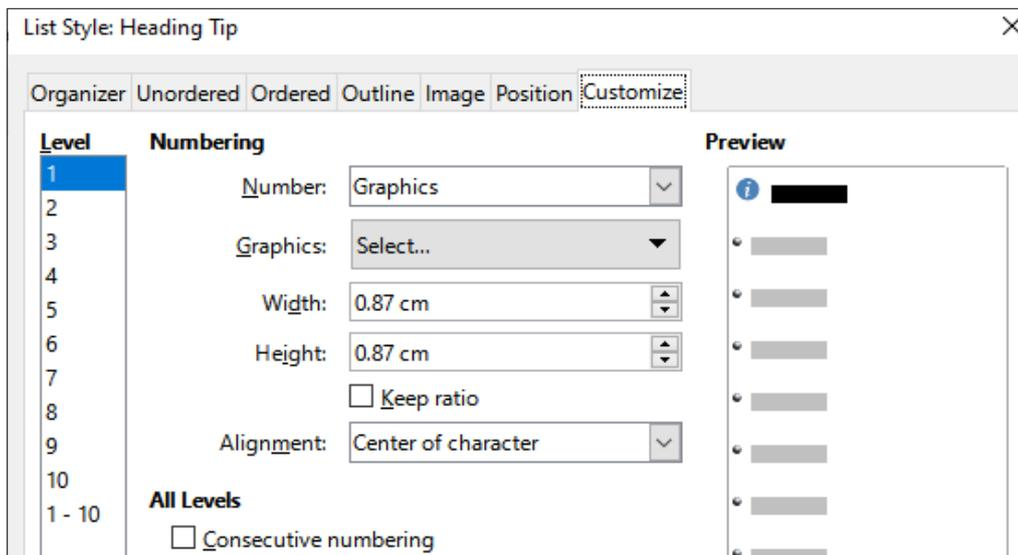 List Style: Heading Tip
Organizer Unordered Ordered Outline Image Position Customize
Level
1
2
3
4
5
6
7
8
9
10
1 - 10
Numbering
Number: Graphics
Graphics: Select...
Width: 0.87 cm
Height: 0.87 cm
Keep ratio
Alignment: Center of character
All Levels
Consecutive numbering
Preview
i